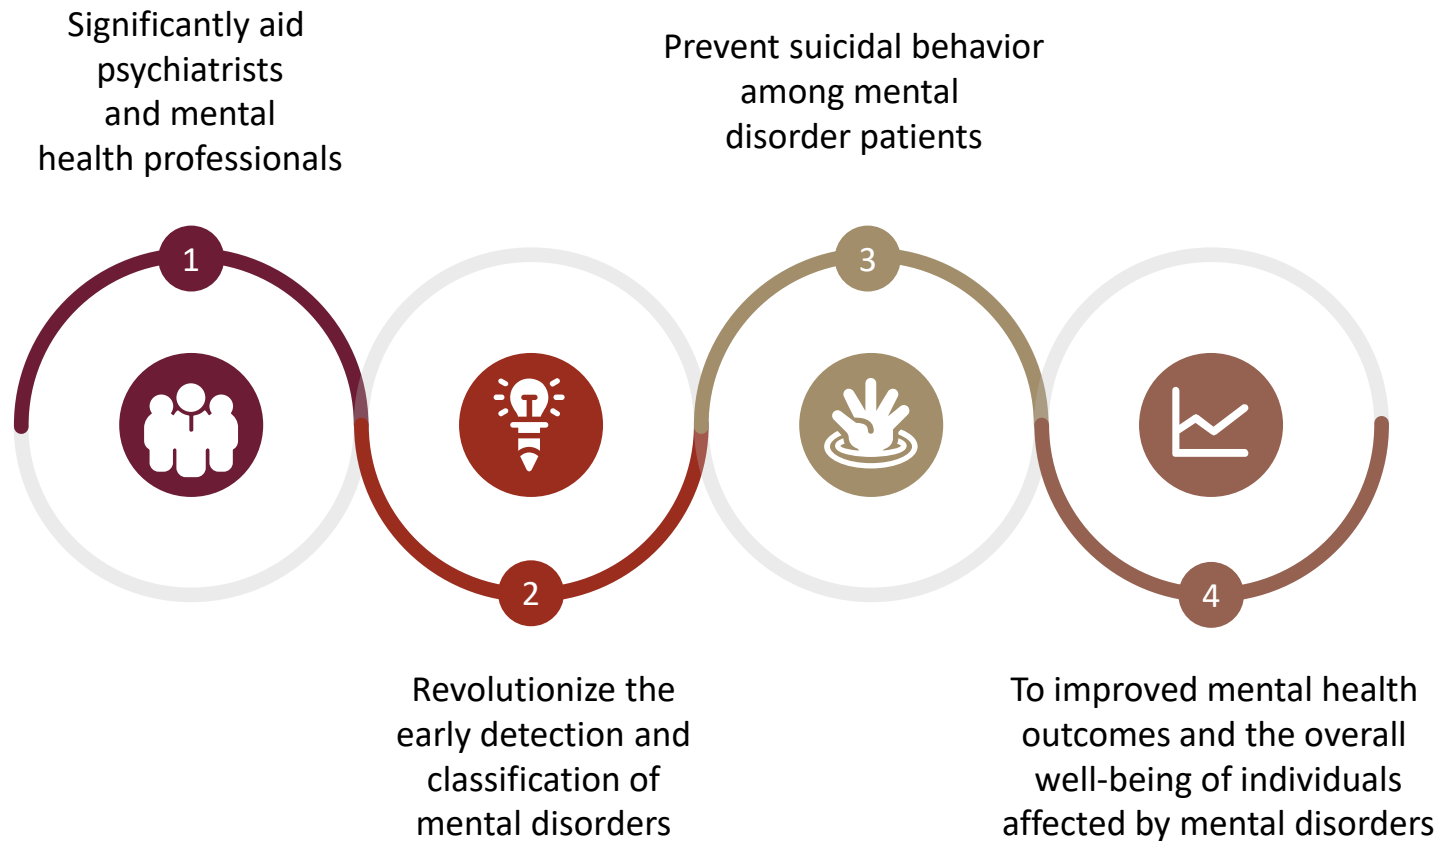 Significantly aid
psychiatrists
and mental
health professionals
1
Revolutionize the
early detection and
classification of
mental disorders
2
Prevent suicidal behavior
among mental
disorder patients
3
To improved mental health
outcomes and the overall
well-being of individuals
affected by mental disorders
4